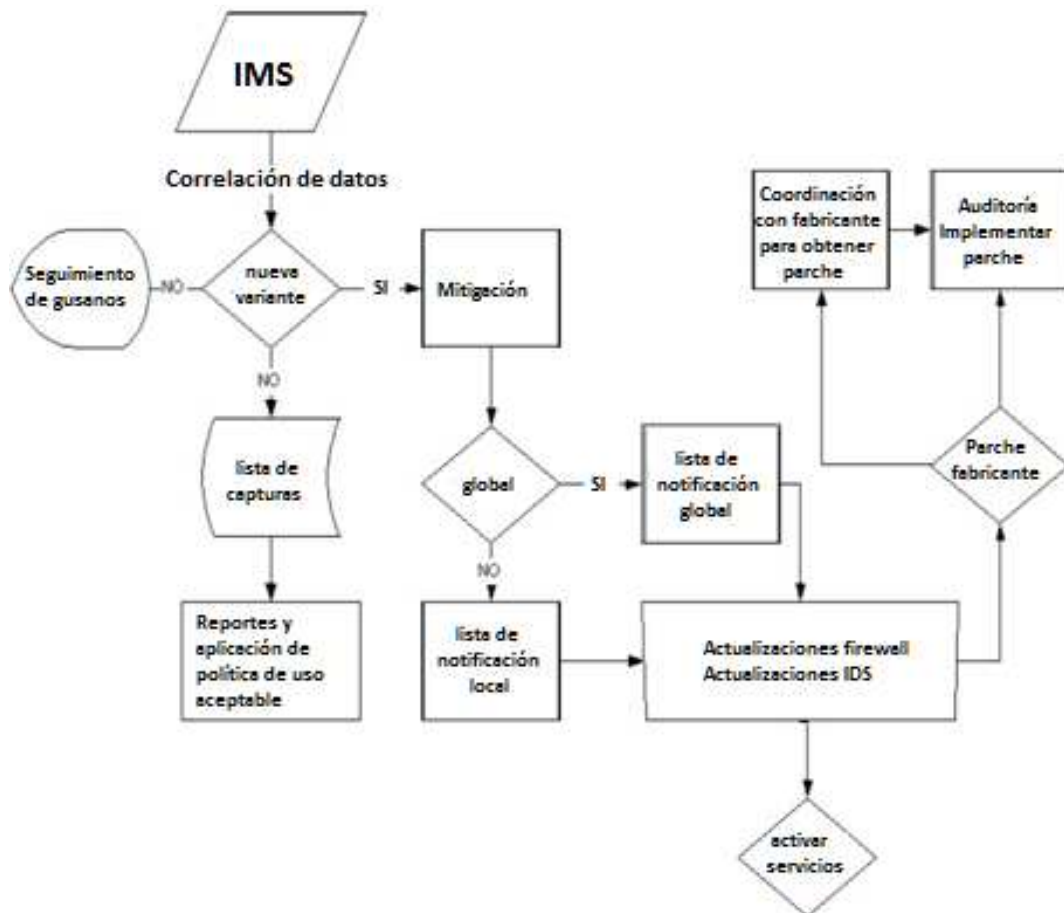 IMS
Correlación de datos
Seguimiento
de gusanos
NO
nueva
variante
SI
Mitigación
Coordinación
con fabricante
para obtener
parche
Auditoría
Implementar
parche
NO
lista de
capturas
global
SI
lista de
notificación
global
Parche
fabricante
NO
Reportes y
aplicación de
política de uso
aceptable
lista de
notificación
local
Actualizaciones firewall
Actualizaciones IDS
activar
servicios